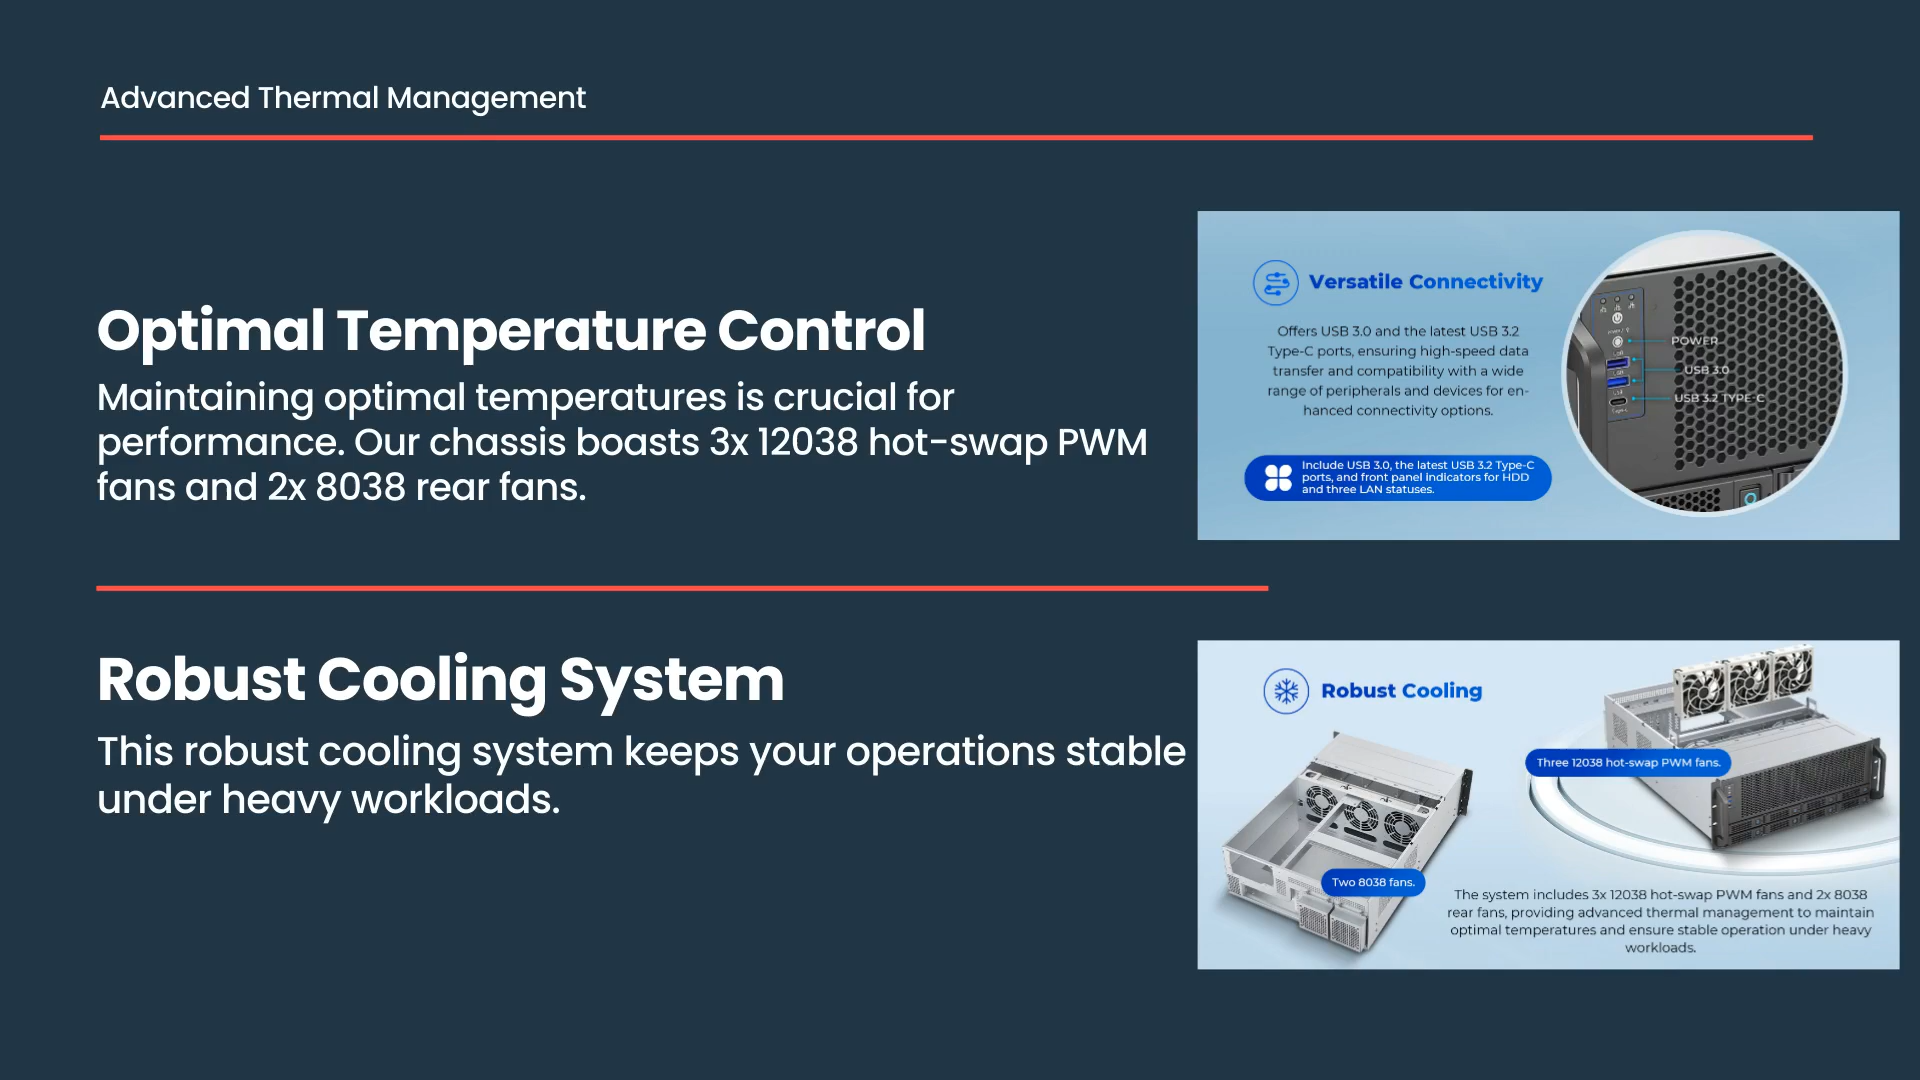 Advanced Thermal Management
Optimal Temperature Control
Maintaining optimal temperatures is crucial for
performance. Our chassis boasts 3x 12038 hot-swap PWM
fans and 2x 8038 rear fans.
Versatile Connectivity
Offers USB 3.0 and the latest USB 3.2
Type-C ports, ensuring high-speed data
transfer and compatibility with a wide
range of peripherals and devices for en-
hanced connectivity options.
Include USB 3.0, the latest USB 3.2 Type-C
ports, and front panel indicators for HDD
and three LAN statuses.
POWER
USB 3.0
USB 3.2 TYPE-C
Robust Cooling System
This robust cooling system keeps your operations stable
under heavy workloads.
Robust Cooling
Three 12038 hot-swap PWM fans.
Two 8038 fans.
The system includes 3x 12038 hot-swap PWM fans and 2x 8038
rear fans, providing advanced thermal management to maintain
optimal temperatures and ensure stable operation under heavy
workloads.